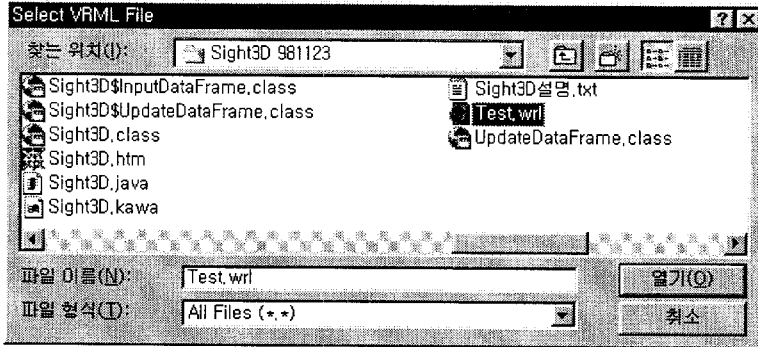 Select VRML File
찾는 위치(I): Sight3D 981123
Sight3D$InputDataFrame.class
Sight3D$UpdateDataFrame.class
Sight3D.class
Sight3D.htm
Sight3D.java
Sight3D.kawa
Sight3D설명.txt
Test.wrl
UpdateDataFrame.class
파일 이름(N): Test.wrl 열기(O)
파일 형식(T): All Files (*.*) 취소